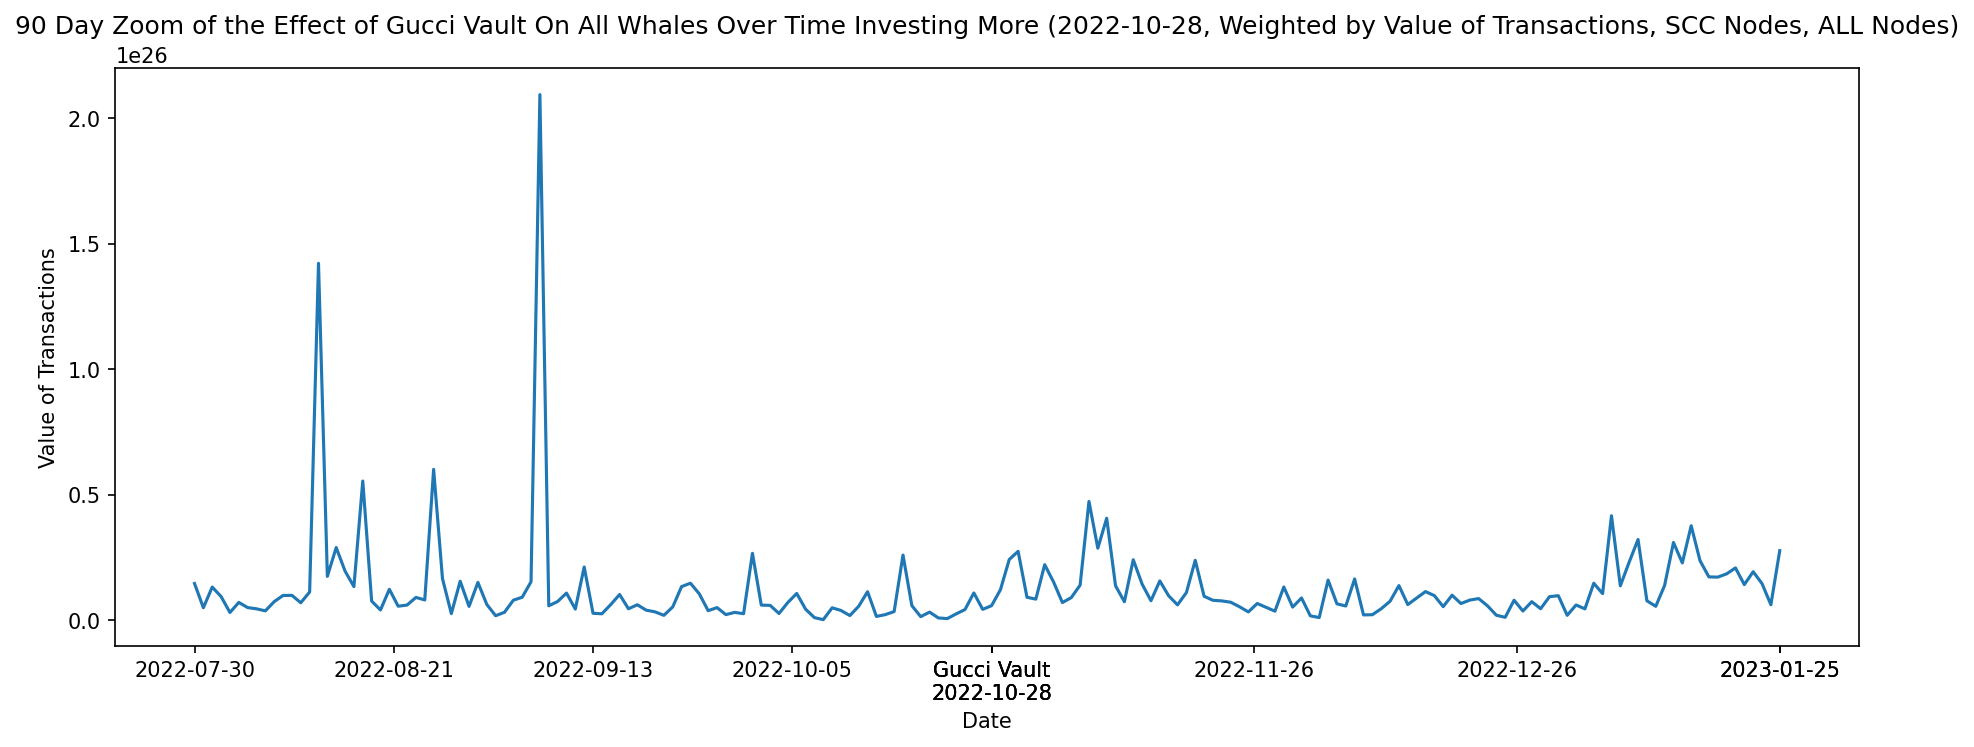 90 Day Zoom of the Effect of Gucci Vault On All Whales Over Time Investing More (2022-10-28, Weighted by Value of Transactions, SCC Nodes, ALL Nodes)
1e26
2.0
1.5
1.0
0.5
0.0
Value of Transactions
2022-07-30 2022-08-21 2022-09-13 2022-10-05 Gucci Vault 2022-11-26 2022-12-26 2023-01-25
2022-10-28
Date